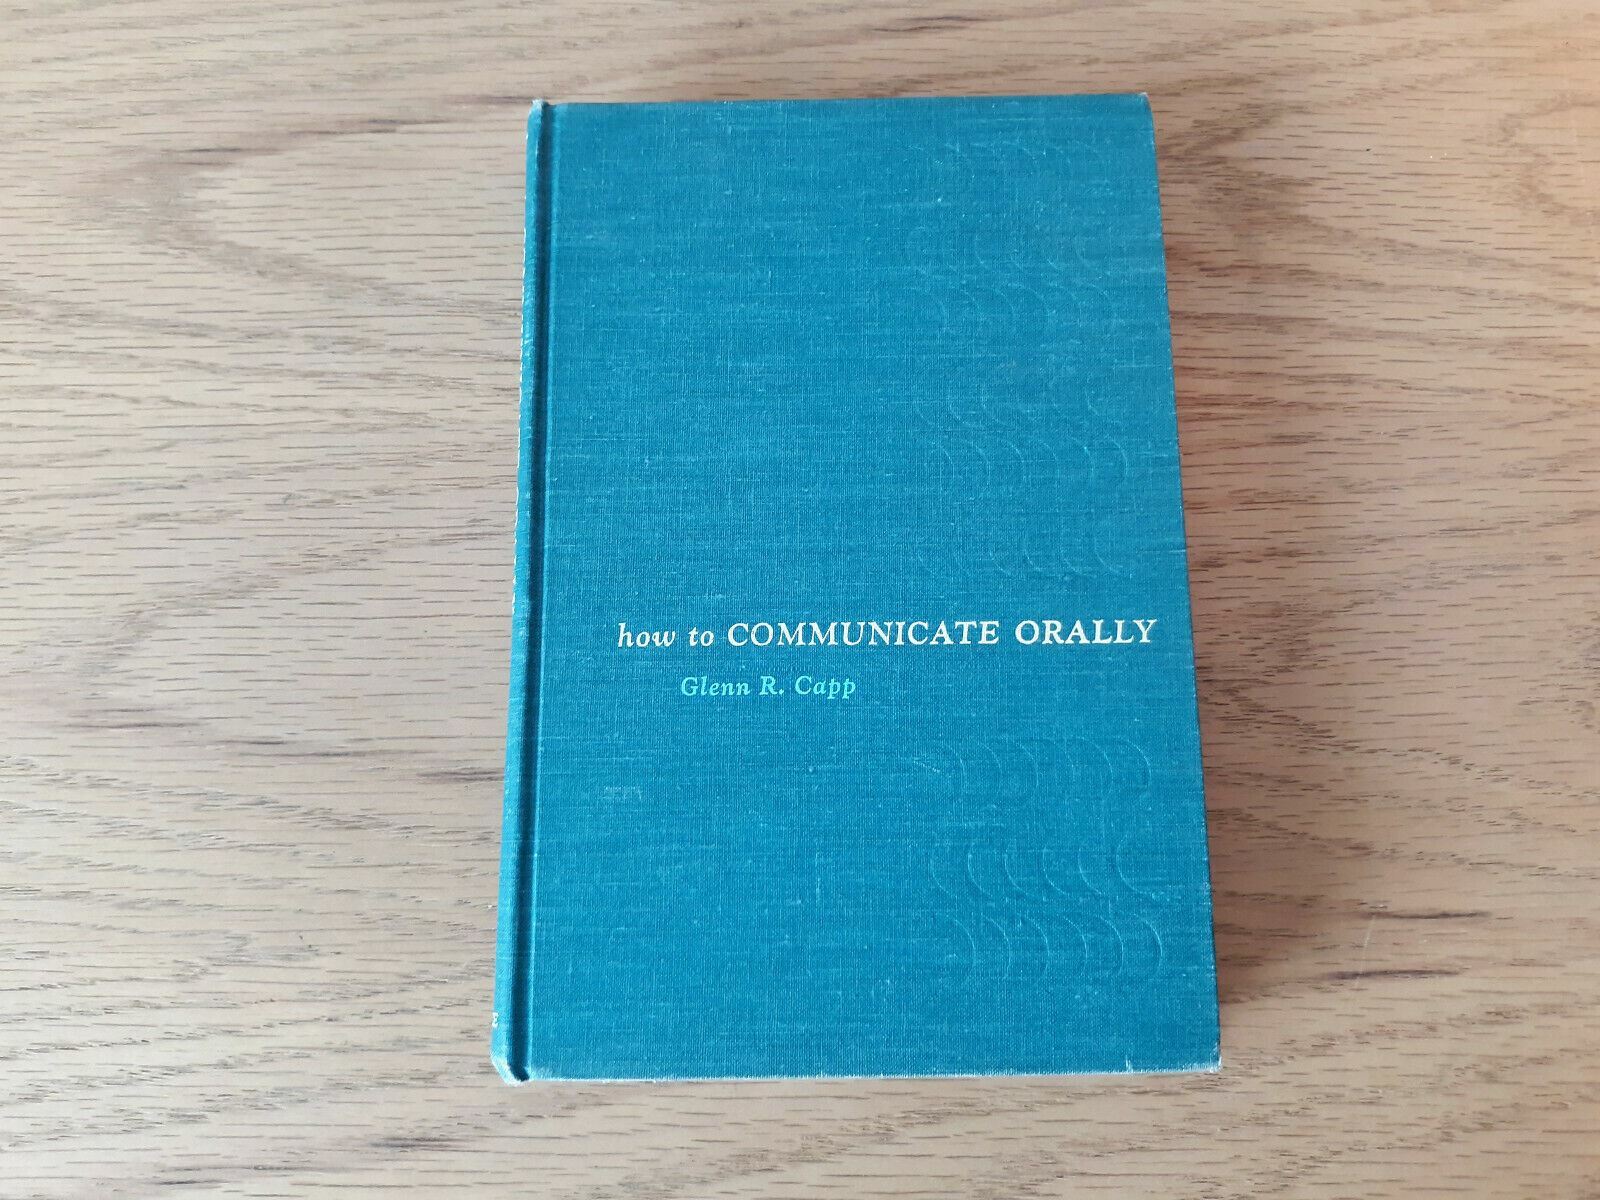 how to COMMUNICATE ORALLY
Glenn R. Capp